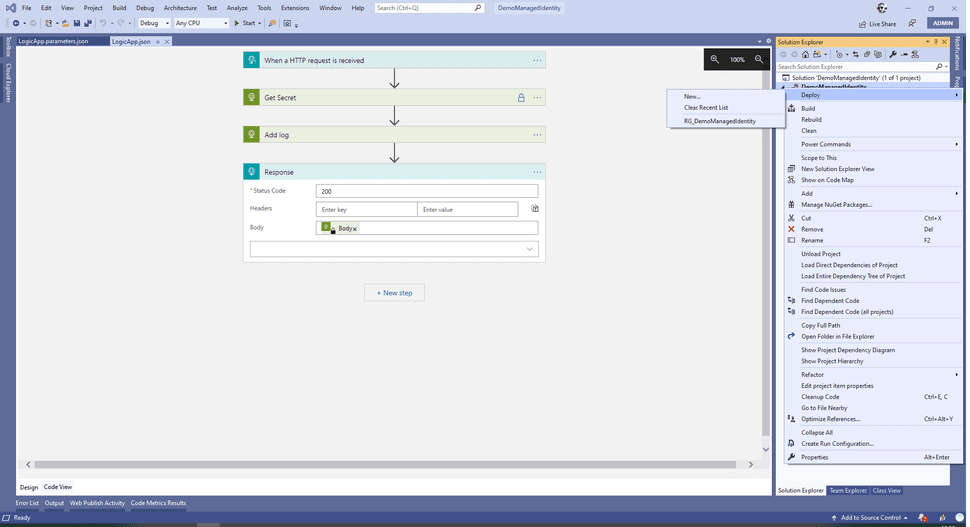 File Edit View Project Build Debug Architecture Test Analyze Tools Extensions Window Help Search (Ctrl+Q) DemoManagedIdentity
Debug Any CPU Start Live Share ADMIN
LogicApp.parameters.json LogicApp.json
Toolbox
Cloud Explorer
When a HTTP request is received
100%
Get Secret
Add log
Response
* Status Code 200
Headers Enter key Enter value
Body Body x
+ New step
Design Code View
Error List Output Web Publish Activity Code Metrics Results
Ready Add to Source Control
Solution Explorer
Search Solution Explorer
Solution 'DemoManagedIdentity' (1 of 1 project)
DemoManagedIdentity
Notifications
New...
Clear Recent List
RG_DemoManagedIdentity
Deploy
Build
Rebuild
Clean
Power Commands
Scope to This
New Solution Explorer View
Show on Code Map
Add
Manage NuGet Packages...
Cut Ctrl+X
Remove Del
Rename F2
Unload Project
Load Direct Dependencies of Project
Load Entire Dependency Tree of Project
Find Code Issues
Find Dependent Code
Find Dependent Code (all projects)
Copy Full Path
Open Folder in File Explorer
Show Project Dependency Diagram
Show Project Hierarchy
Refactor
Edit project item properties
Cleanup Code Ctrl+E, C
Go to File Nearby
Optimize References... Ctrl+Alt+Y
Collapse All
Create Run Configuration...
Properties Alt+Enter
Solution Explorer Team Explorer Class View